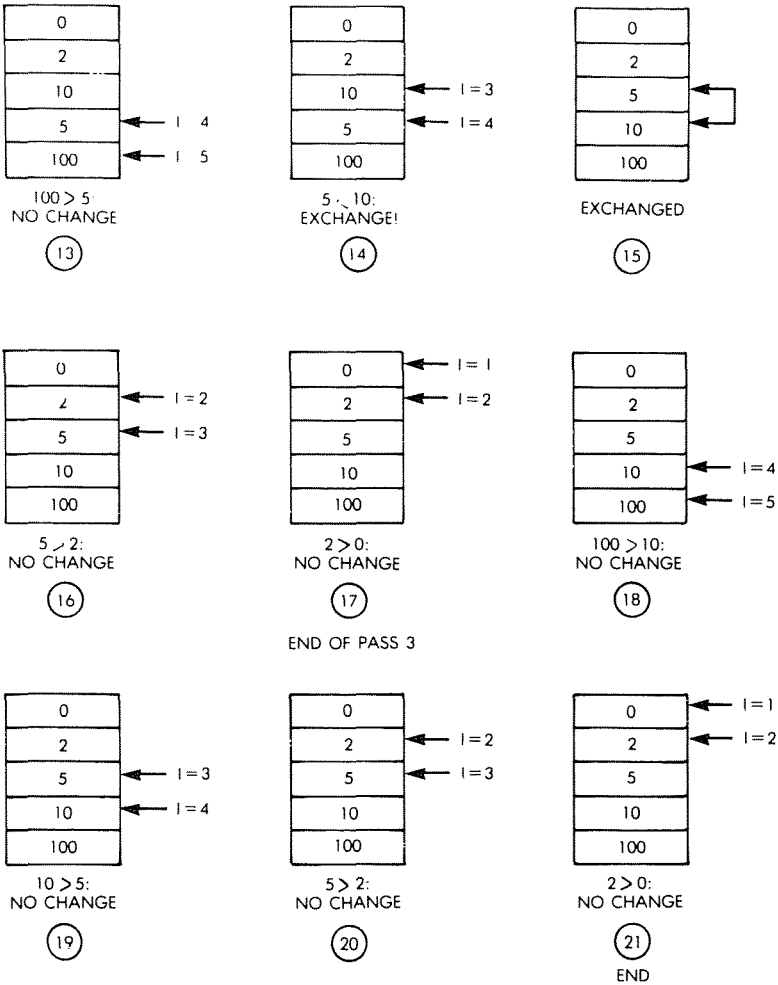 0
2
10
5
I 4
100
I 5
100 > 5
NO CHANGE
13
0
2
10
I = 3
5
I = 4
100
5 10:
EXCHANGE!
14
0
2
5
10
100
EXCHANGED
15
0
2
I = 2
5
I = 3
10
100
5 2:
NO CHANGE
16
0
I = 1
2
I = 2
5
10
100
2 > 0:
NO CHANGE
17
END OF PASS 3
0
2
5
10
I = 4
100
I = 5
100 > 10:
NO CHANGE
18
0
2
5
I = 3
10
I = 4
100
10 > 5:
NO CHANGE
19
0
2
I = 2
5
I = 3
10
100
5 > 2:
NO CHANGE
20
0
I = 1
2
I = 2
5
10
100
2 > 0:
NO CHANGE
21
END